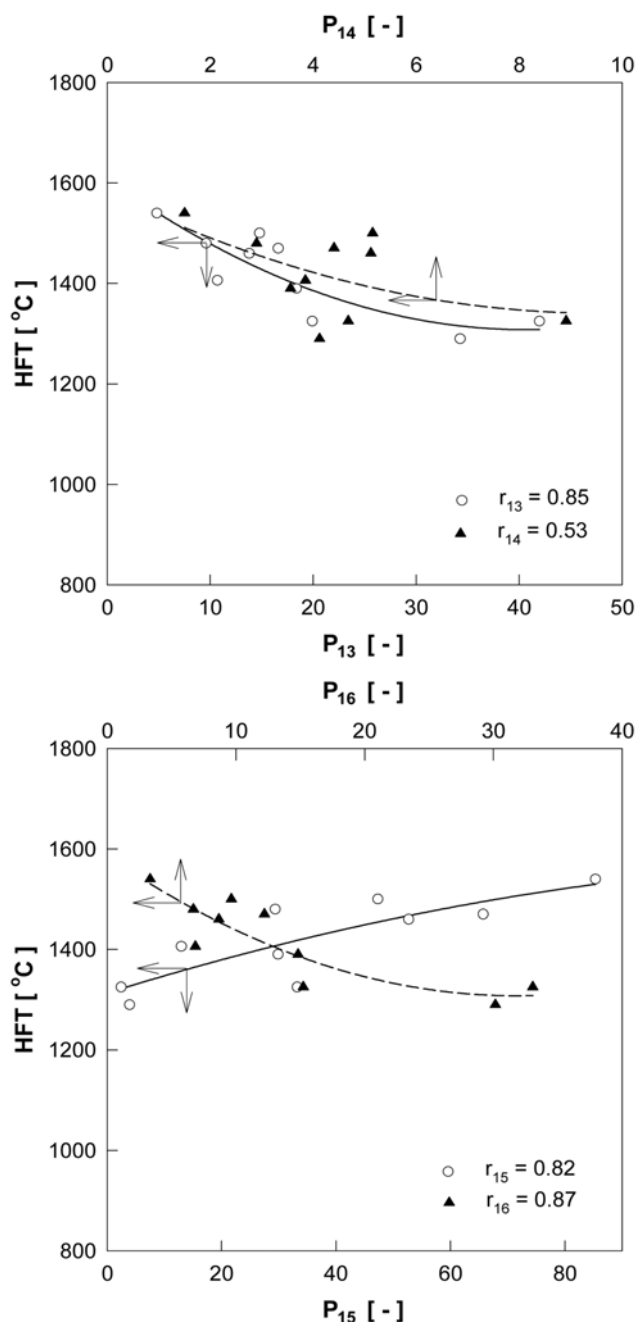 P₁₄ [ - ]
0 2 4 6 8 10
1800
1600
1400
1200
1000
800
HFT [ °C ]
r₁₃ = 0.85
r₁₄ = 0.53
0 10 20 30 40 50
P₁₃ [ - ]
P₁₆ [ - ]
0 10 20 30 40
1800
1600
1400
1200
1000
800
HFT [ °C ]
r₁₅ = 0.82
r₁₆ = 0.87
0 20 40 60 80
P₁₅ [ - ]